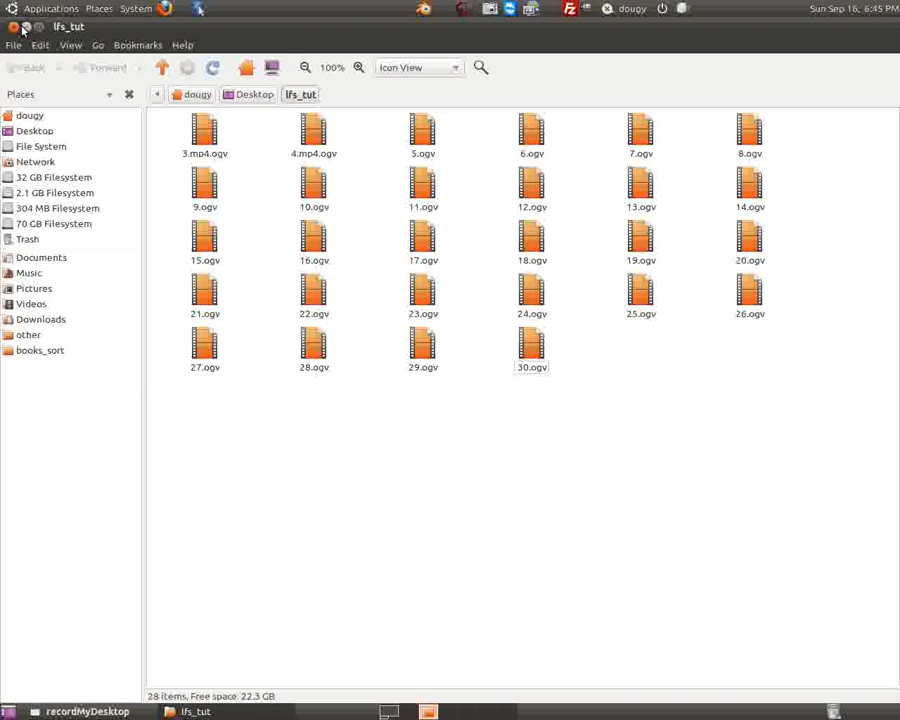 Applications Places System dougy Sun Sep 16, 6:45 PM
lfs_tut
File Edit View Go Bookmarks Help
Back Forward 100% Icon View
Places dougy Desktop lfs_tut
dougy
Desktop
File System
Network
32 GB Filesystem
2.1 GB Filesystem
304 MB Filesystem
70 GB Filesystem
Trash
Documents
Music
Pictures
Videos
Downloads
other
books_sort
3.mp4.ogv 4.mp4.ogv 5.ogv 6.ogv 7.ogv 8.ogv
9.ogv 10.ogv 11.ogv 12.ogv 13.ogv 14.ogv
15.ogv 16.ogv 17.ogv 18.ogv 19.ogv 20.ogv
21.ogv 22.ogv 23.ogv 24.ogv 25.ogv 26.ogv
27.ogv 28.ogv 29.ogv 30.ogv
28 items, Free space: 22.3 GB
recordMyDesktop lfs_tut